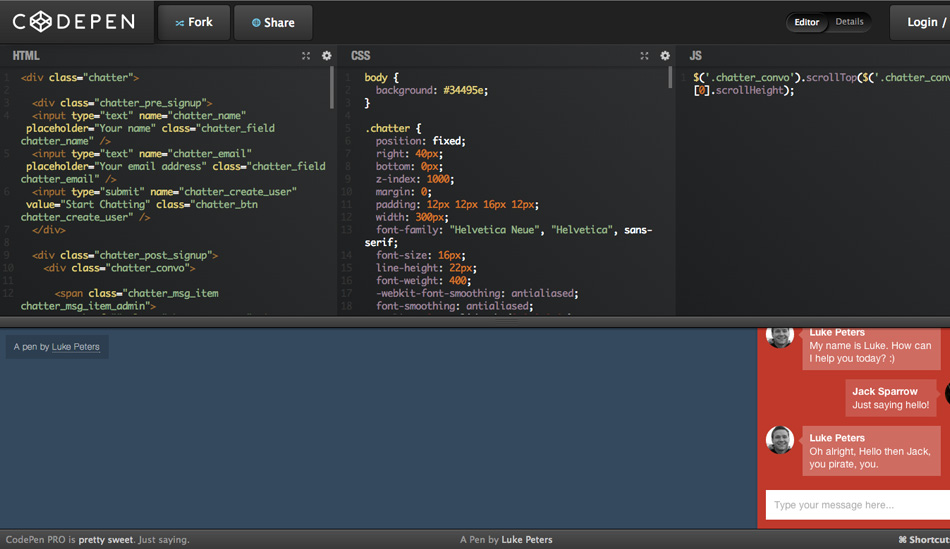 CODEPEN
Fork
Share
Editor
Details
Login /
HTML
1 <div class="chatter">
2
3 <div class="chatter_pre_signup">
4 <input type="text" name="chatter_name"
placeholder="Your name" class="chatter_field
chatter_name" />
5 <input type="text" name="chatter_email"
placeholder="Your email address" class="chatter_field
chatter_email" />
6 <input type="submit" name="chatter_create_user"
value="Start Chatting" class="chatter_btn
chatter_create_user" />
7 </div>
8
9 <div class="chatter_post_signup">
10 <div class="chatter_convo">
11
12 <span class="chatter_msg_item
chatter_msg_item_admin">
CSS
1 body {
2 background: #34495e;
3 }
4
5 .chatter {
6 position: fixed;
7 right: 40px;
8 bottom: 0px;
9 z-index: 1000;
10 margin: 0;
11 padding: 12px 12px 16px 12px;
12 width: 300px;
13 font-family: "Helvetica Neue", "Helvetica", sans-
serif;
14 font-size: 16px;
15 line-height: 22px;
16 font-weight: 400;
17 -webkit-font-smoothing: antialiased;
18 font-smoothing: antialiased;
JS
1 $('.chatter_convo').scrollTop($('.chatter_conv
[0].scrollHeight);
A pen by Luke Peters
Luke Peters
My name is Luke. How can
I help you today? :)
Jack Sparrow
Just saying hello!
Luke Peters
Oh alright, Hello then Jack,
you pirate, you.
Type your message here...
CodePen PRO is pretty sweet. Just saying.
A Pen by Luke Peters
⌘ Shortcut